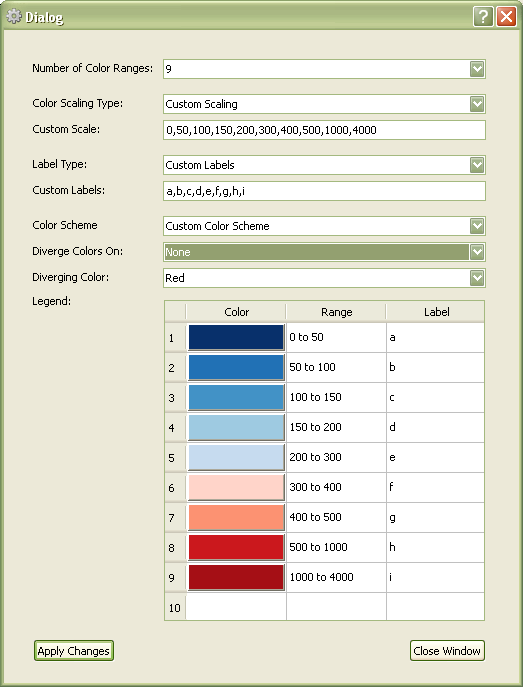 Dialog
Number of Color Ranges: 9
Color Scaling Type: Custom Scaling
Custom Scale: 0,50,100,150,200,300,400,500,1000,4000
Label Type: Custom Labels
Custom Labels: a,b,c,d,e,f,g,h,i
Color Scheme Custom Color Scheme
Diverge Colors On: None
Diverging Color: Red
Legend:
Color Range Label
1 0 to 50 a
2 50 to 100 b
3 100 to 150 c
4 150 to 200 d
5 200 to 300 e
6 300 to 400 f
7 400 to 500 g
8 500 to 1000 h
9 1000 to 4000 i
10
Apply Changes Close Window